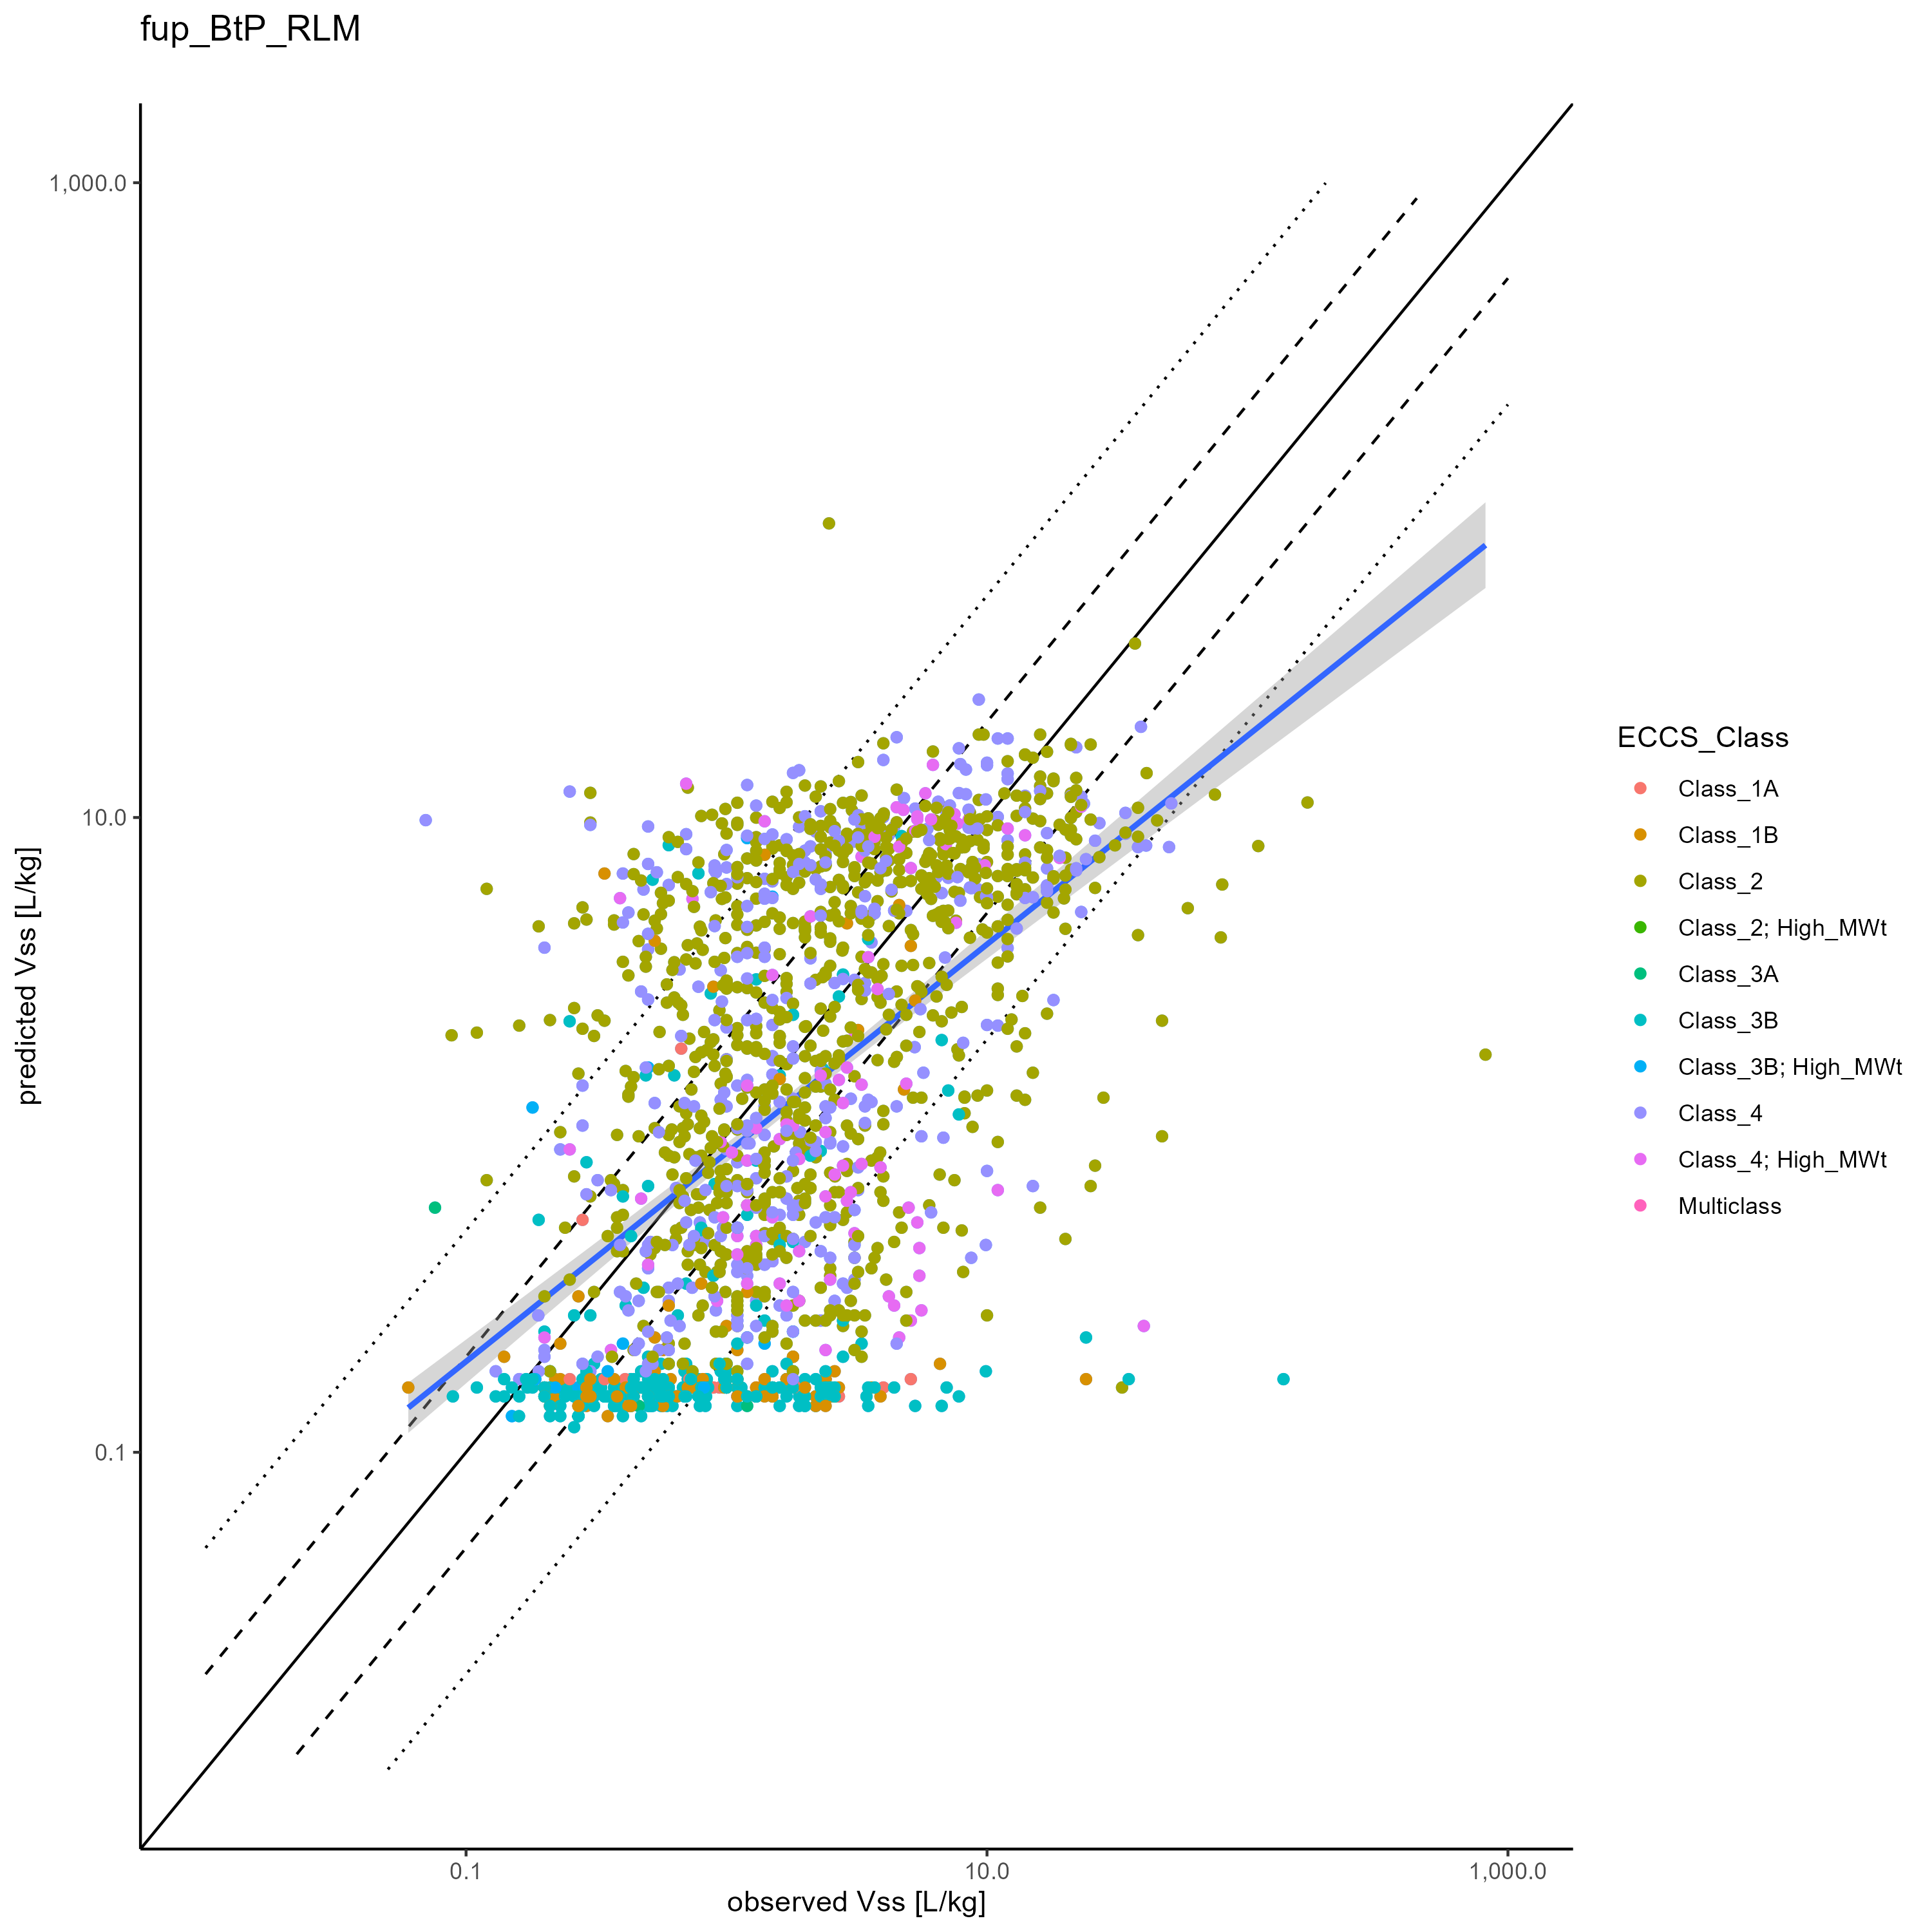 fup_BtP_RLM
1,000.0
10.0
0.1
predicted Vss [L/kg]
0.1
10.0
1,000.0
observed Vss [L/kg]
ECCS_Class
Class_1A
Class_1B
Class_2
Class_2; High_MWt
Class_3A
Class_3B
Class_3B; High_MWt
Class_4
Class_4; High_MWt
Multiclass